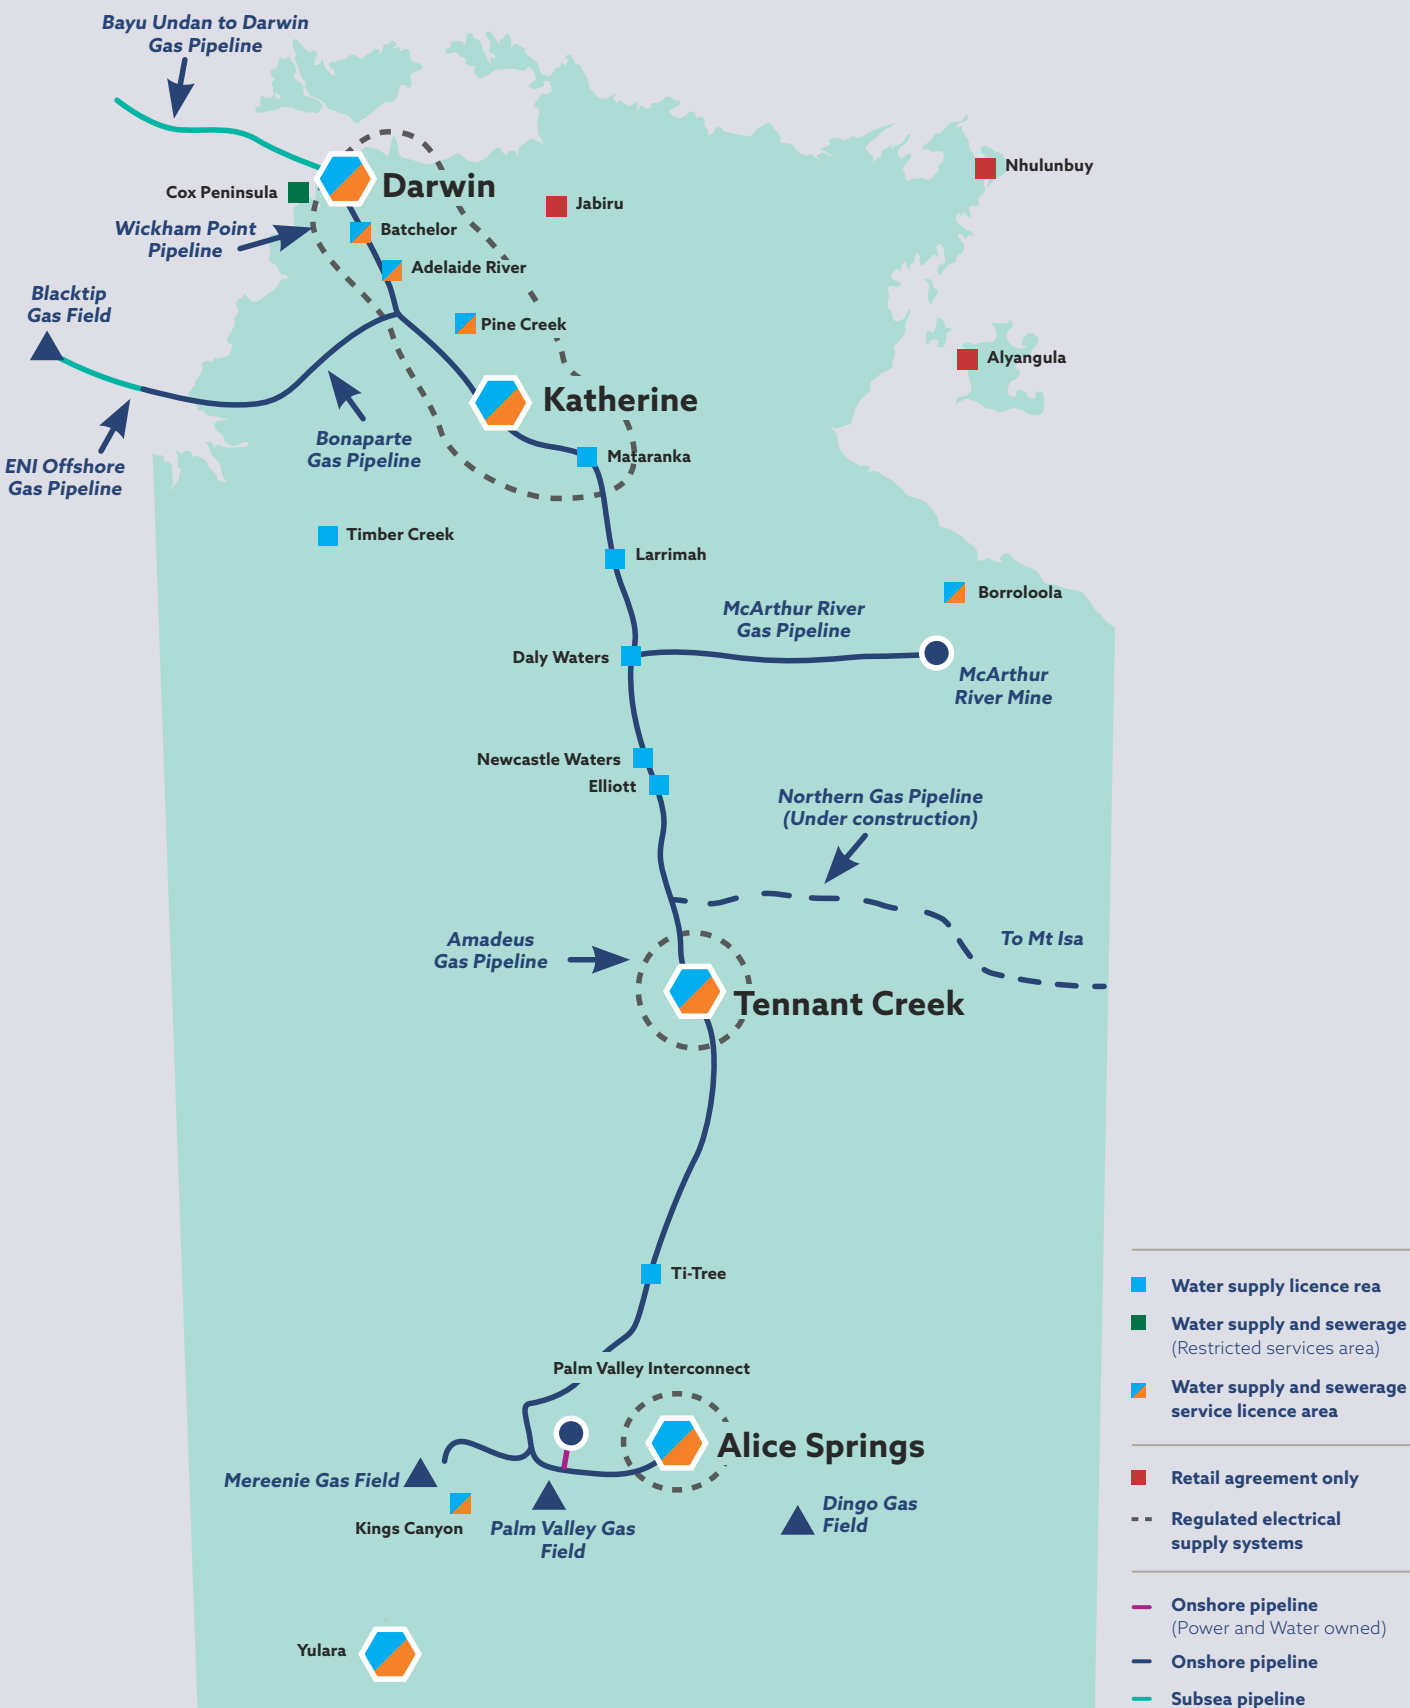 Bayu Undan to Darwin
Gas Pipeline
Nhulunbuy
Darwin
Cox Peninsula
Jabiru
Wickham Point
Pipeline
Batchelor
Adelaide River
Blacktip
Gas Field
Pine Creek
Alyangula
Katherine
Bonaparte
Gas Pipeline
Mataranka
ENI Offshore
Gas Pipeline
Timber Creek
Larrimah
Borroloola
McArthur River
Gas Pipeline
Daly Waters
McArthur
River Mine
Newcastle Waters
Elliott
Northern Gas Pipeline
(Under construction)
Amadeus
Gas Pipeline
To Mt Isa
Tennant Creek
Ti-Tree
Palm Valley Interconnect
Alice Springs
Mereenie Gas Field
Kings Canyon
Palm Valley Gas
Field
Dingo Gas
Field
Yulara
Water supply licence rea
Water supply and sewerage
(Restricted services area)
Water supply and sewerage
service licence area
Retail agreement only
Regulated electrical
supply systems
Onshore pipeline
(Power and Water owned)
Onshore pipeline
Subsea pipeline